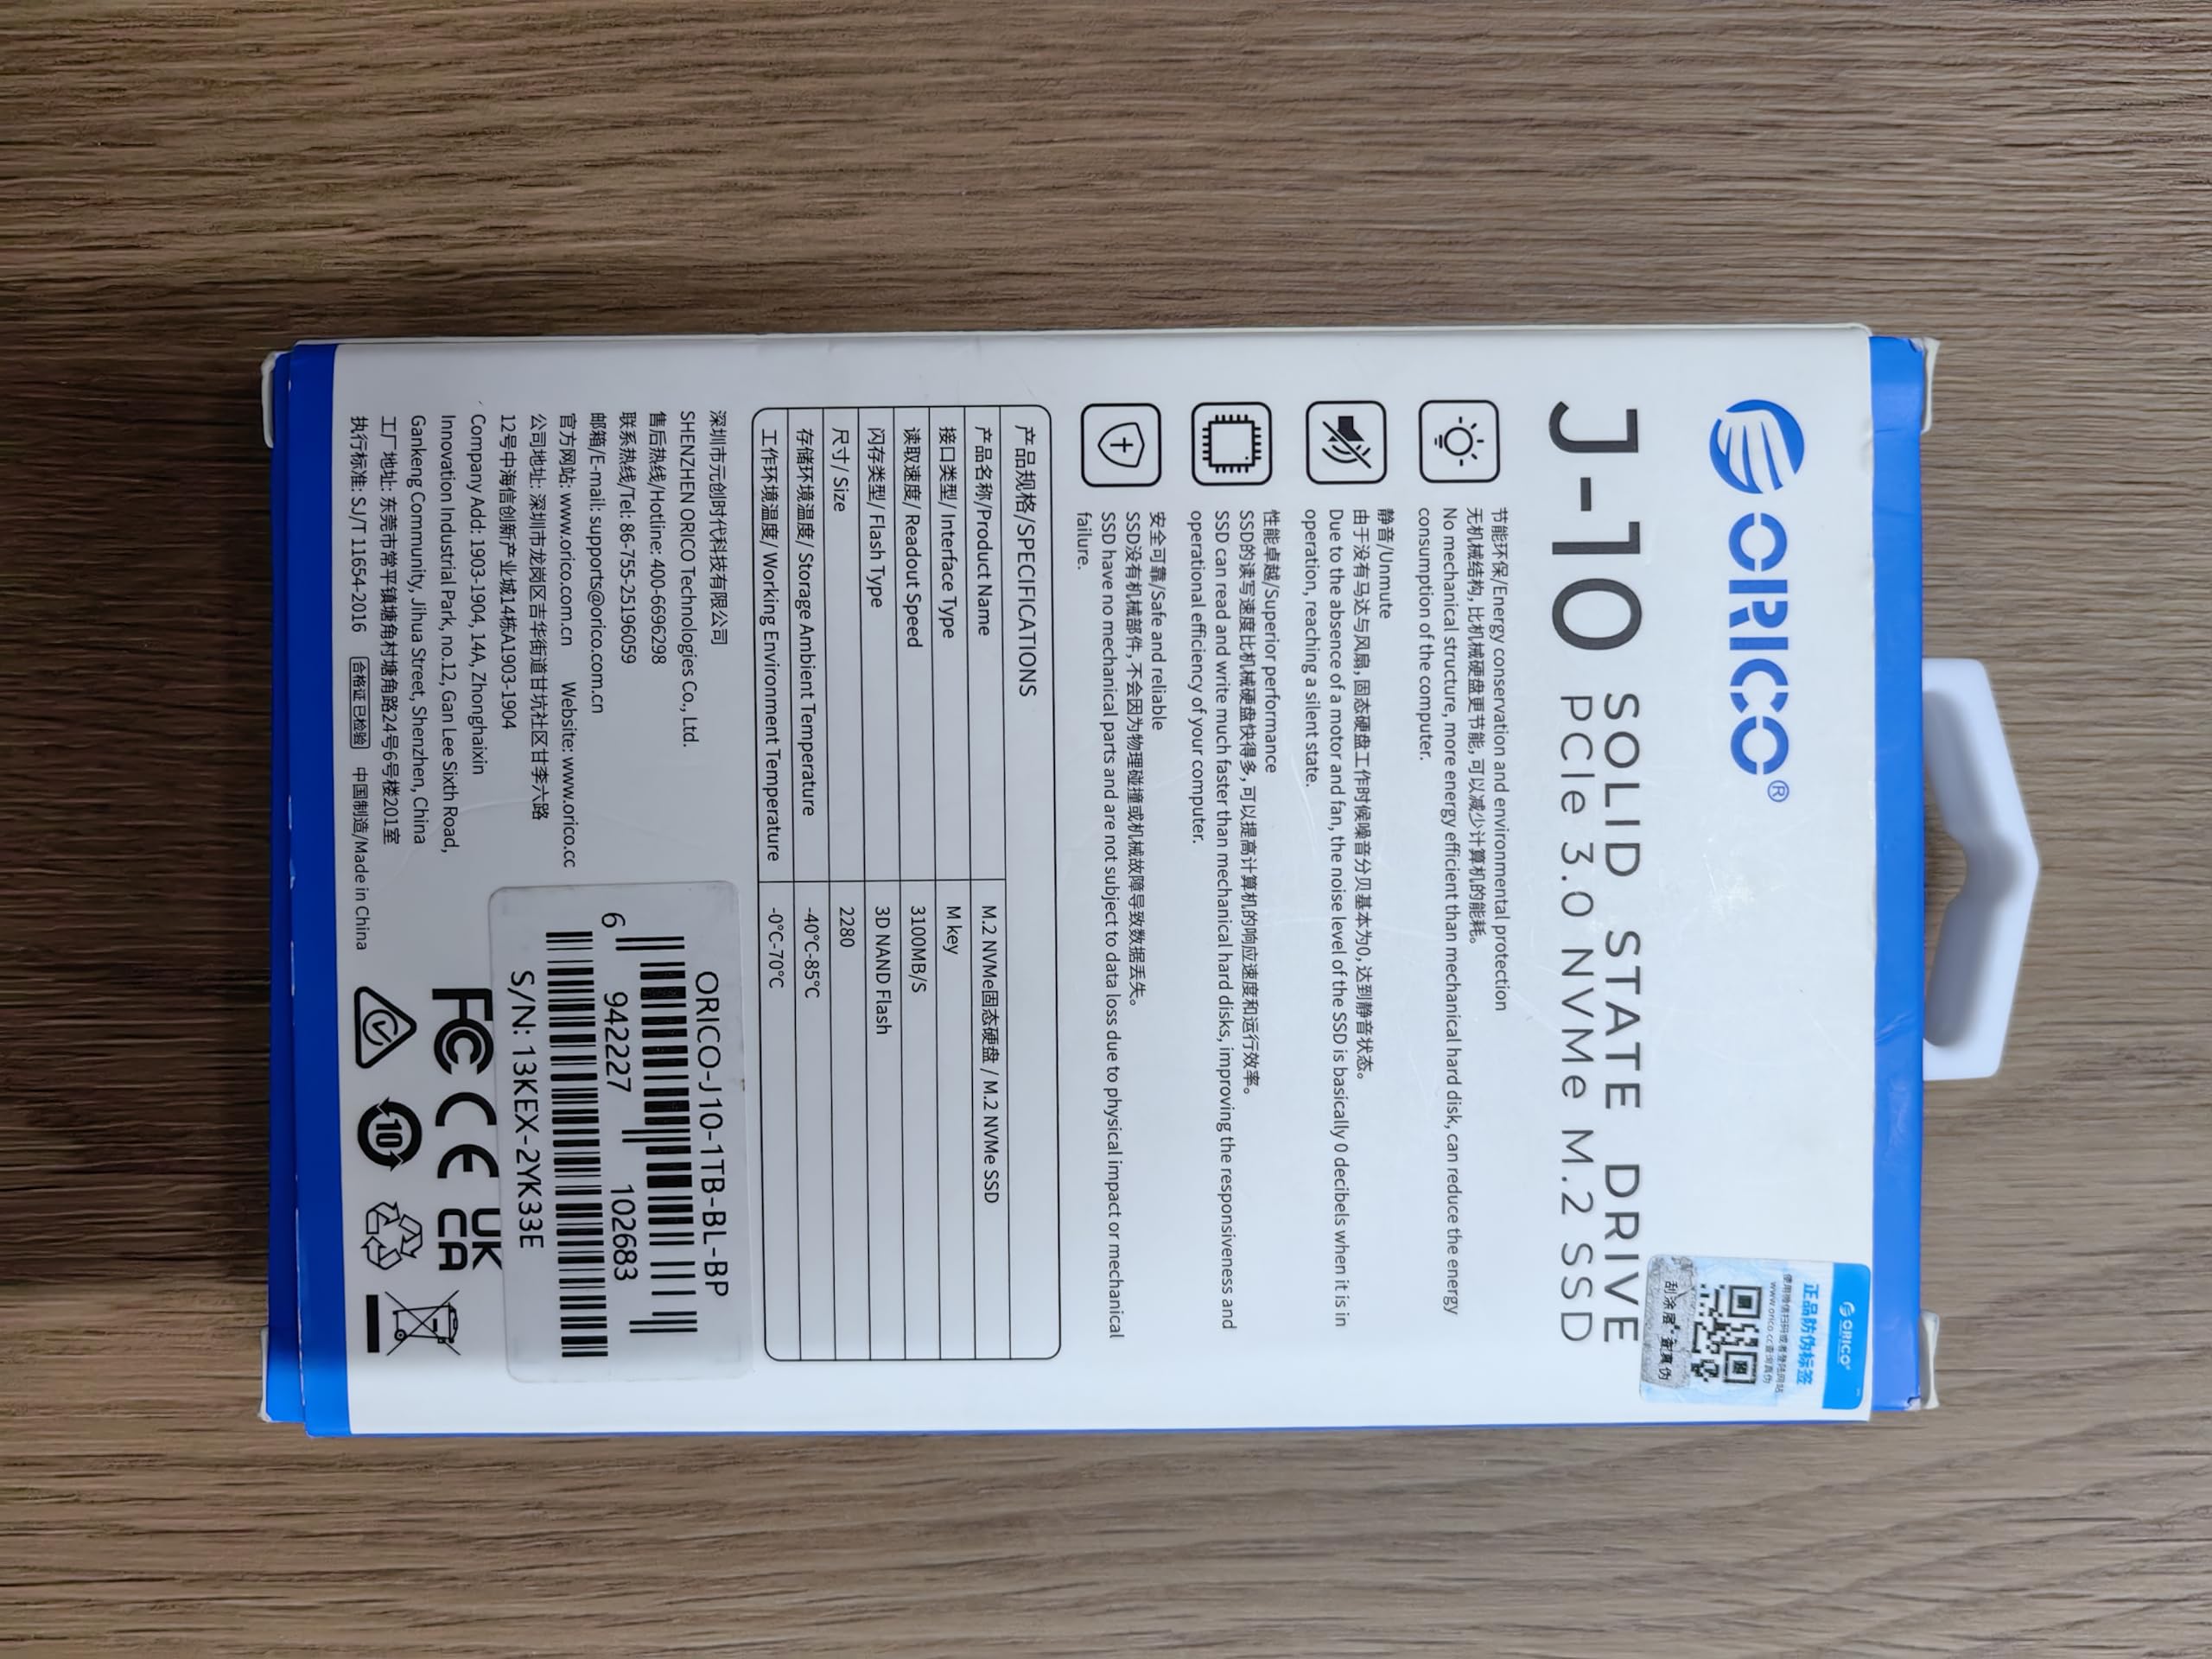 ORICO®
J-10
SOLID STATE DRIVE
PCIe 3.0 NVMe M.2 SSD
ORICO®
正品防伪标签
使用微信扫码或者登陆网站
www.orico.cc查询真伪
刮涂层 查真伪
节能环保/Energy conservation and environmental protection
无机械结构, 比机械硬盘更节能, 可以减少计算机的能耗。
No mechanical structure, more energy efficient than mechanical hard disk, can reduce the energy
consumption of the computer.
静音/Unmute
由于没有马达与风扇, 固态硬盘工作时候噪音分贝基本为0, 达到静音状态。
Due to the absence of a motor and fan, the noise level of the SSD is basically 0 decibels when it is in
operation, reaching a silent state.
性能卓越/Superior performance
SSD的读写速度比机械硬盘快得多, 可以提高计算机的响应速度和运行效率。
SSD can read and write much faster than mechanical hard disks, improving the responsiveness and
operational efficiency of your computer.
安全可靠/Safe and reliable
SSD没有机械部件, 不会因为物理碰撞或机械故障导致数据丢失。
SSD have no mechanical parts and are not subject to data loss due to physical impact or mechanical
failure.
产品规格/SPECIFICATIONS
产品名称/Product Name M.2 NVMe固态硬盘 / M.2 NVMe SSD
接口类型/ Interface Type M key
读取速度/ Readout Speed 3100MB/S
闪存类型/ Flash Type 3D NAND Flash
尺寸/ Size 2280
存储环境温度/ Storage Ambient Temperature -40°C-85°C
工作环境温度/ Working Environment Temperature -0°C-70°C
深圳市元创时代科技有限公司
SHENZHEN ORICO Technologies Co., Ltd.
售后热线/Hotline: 400-6696298
联系热线/Tel: 86-755-25196059
邮箱/E-mail: supports@orico.com.cn
官方网站: www.orico.com.cn Website: www.orico.cc
公司地址: 深圳市龙岗区吉华街道甘坑社区甘李六路
12号中海信创新产业城14栋A1903-1904
Company Add: 1903-1904, 14A, Zhonghaixin
Innovation Industrial Park, no.12, Gan Lee Sixth Road,
Gankeng Community, Jihua Street, Shenzhen, China
工厂地址: 东莞市常平镇塘角村塘角路24号6号楼201室
执行标准: SJ/T 11654-2016 合格证 已检验 中国制造/Made in China
ORICO-J10-1TB-BL-BP
6 942227 102683
S/N: 13KEX-2YK33E
FC CE UK
CA
10